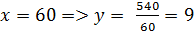 x = 60 => y = 540/60 = 9